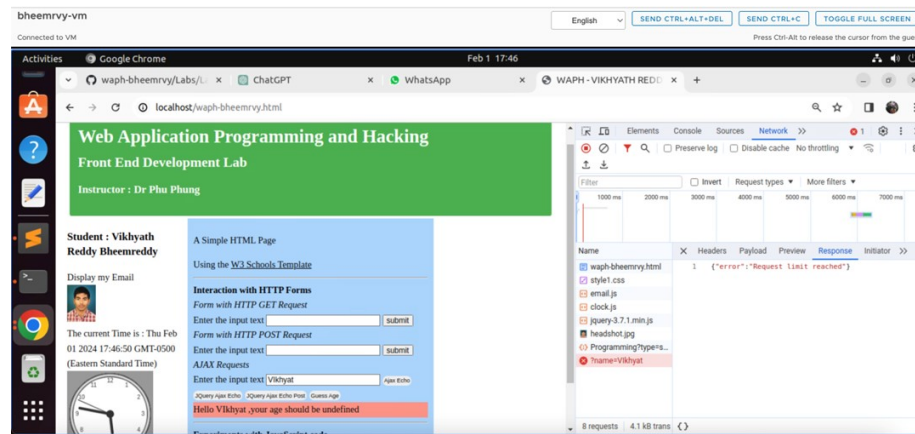 bheemrvy-vm
English
SEND CTRL+ALT+DEL
SEND CTRL+C
TOGGLE FULL SCREEN
Connected to VM
Press Ctrl-Alt to release the cursor from the gue
Activities
Google Chrome
Feb 1 17:46
waph-bheemrvy/Labs/L
ChatGPT
WhatsApp
WAPH - VIKHYATH REDD
localhost/waph-bheemrvy.html
Web Application Programming and Hacking
Front End Development Lab
Instructor : Dr Phu Phung
Student : Vikhyath
Reddy Bheemreddy
Display my Email
The current Time is : Thu Feb
01 2024 17:46:50 GMT-0500
(Eastern Standard Time)
12
11
1
10
2
9
3
8
A Simple HTML Page
Using the W3 Schools Template
Interaction with HTTP Forms
Form with HTTP GET Request
Enter the input text
submit
Form with HTTP POST Request
Enter the input text
submit
AJAX Requests
Enter the input text Vikhyat
Ajax Echo
JQuery Ajax Echo
JQuery Ajax Echo Post
Guess Age
Hello VIkhyat ,your age should be undefined
Elements
Console
Sources
Network
1
Preserve log
Disable cache
No throttling
Filter
Invert
Request types
More filters
1000 ms
2000 ms
3000 ms
4000 ms
5000 ms
6000 ms
7000 ms
Name
Headers
Payload
Preview
Response
Initiator
waph-bheemrvy.html
style1.css
email.js
clock.js
jquery-3.7.1.min.js
headshot.jpg
Programming?type=s...
?name=VIkhyat
1 {"error":"Request limit reached"}
8 requests
4.1 kB trans